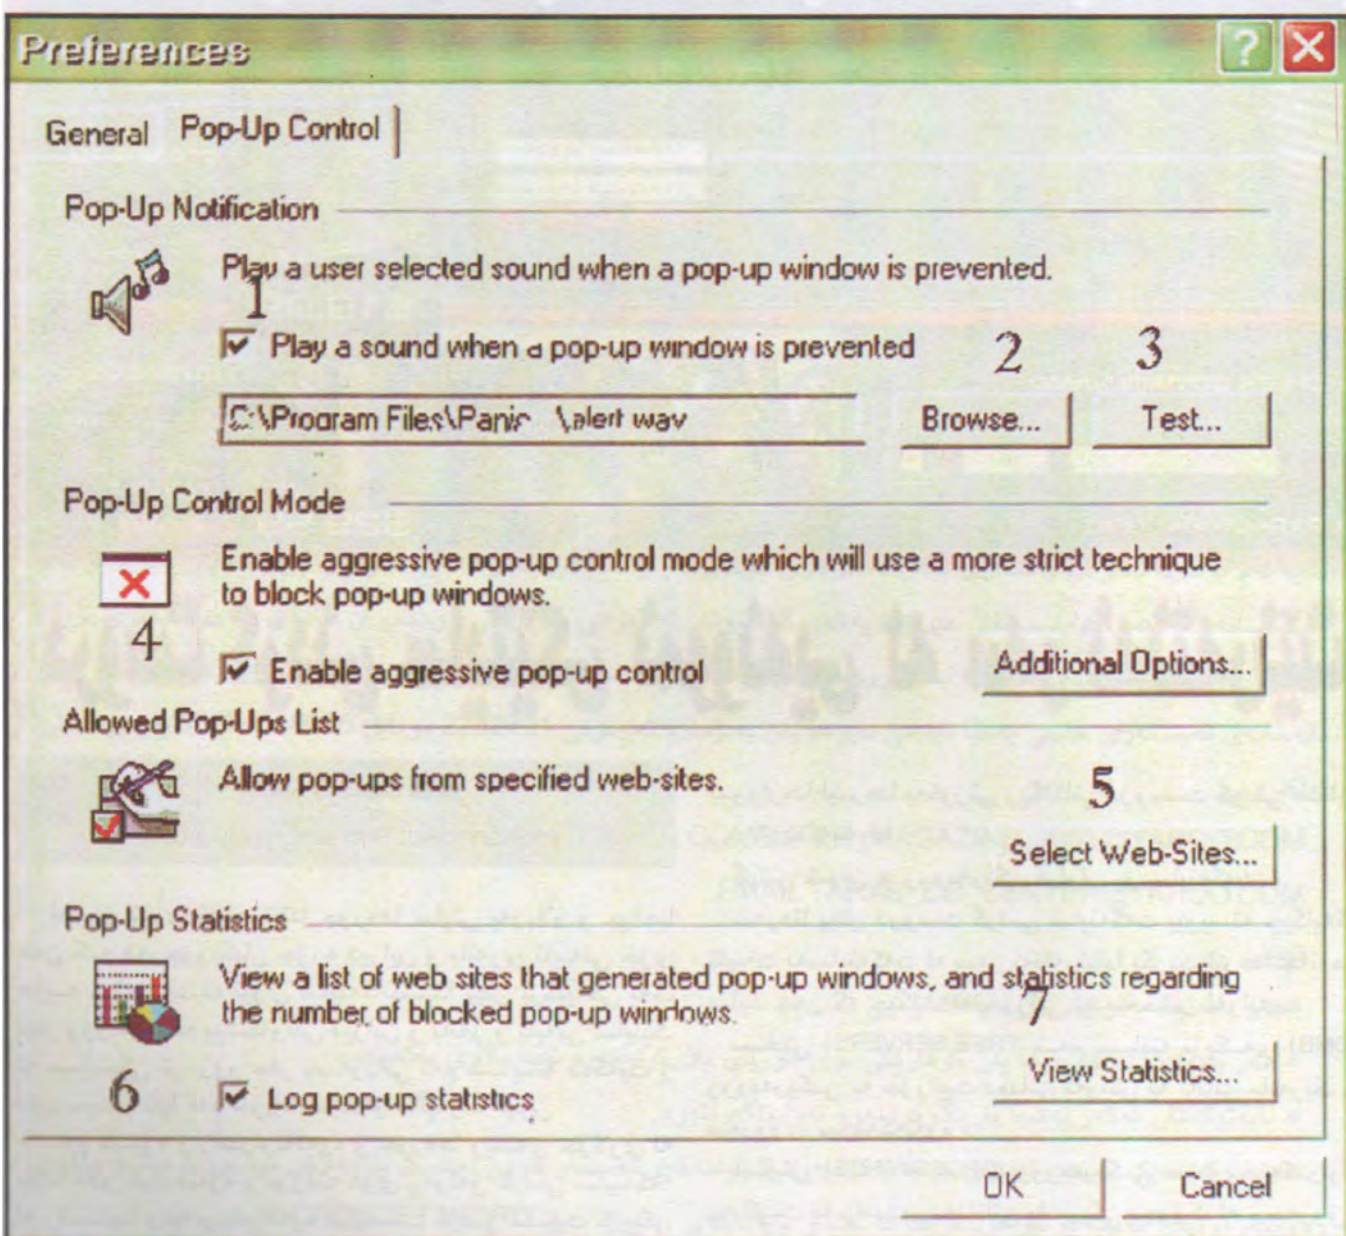 Preferences
General Pop-Up Control
Pop-Up Notification
Play a user selected sound when a pop-up window is prevented.
1
Play a sound when a pop-up window is prevented 2 3
C:\Program Files\Panic \alert wav Browse... Test...
Pop-Up Control Mode
Enable aggressive pop-up control mode which will use a more strict technique
to block pop-up windows.
4
Enable aggressive pop-up control Additional Options...
Allowed Pop-Ups List
Allow pop-ups from specified web-sites. 5
Select Web-Sites...
Pop-Up Statistics
View a list of web sites that generated pop-up windows, and statistics regarding
the number of blocked pop-up windows. 7
6 Log pop-up statistics View Statistics...
OK Cancel